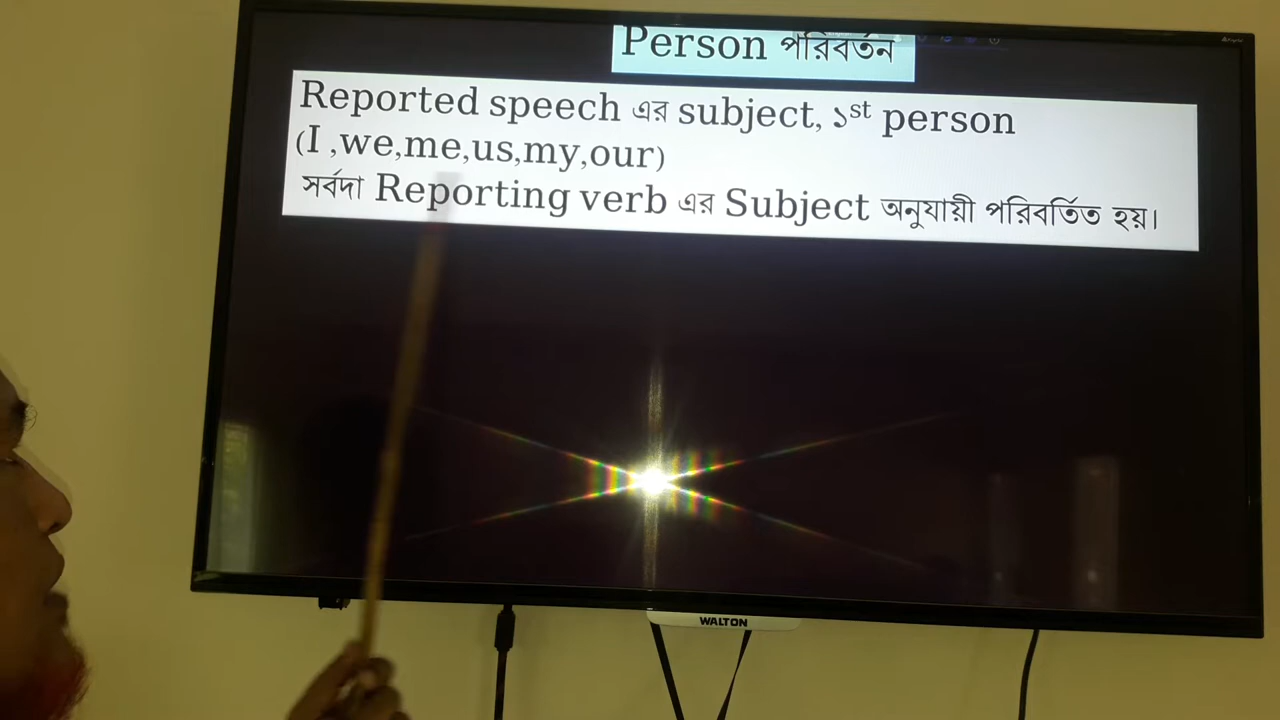 Person পরিবর্তন
Reported speech এর subject, ১st person
(I ,we,me,us,my,our)
সর্বদা Reporting verb এর Subject অনুযায়ী পরিবর্তিত হয়।
WALTON